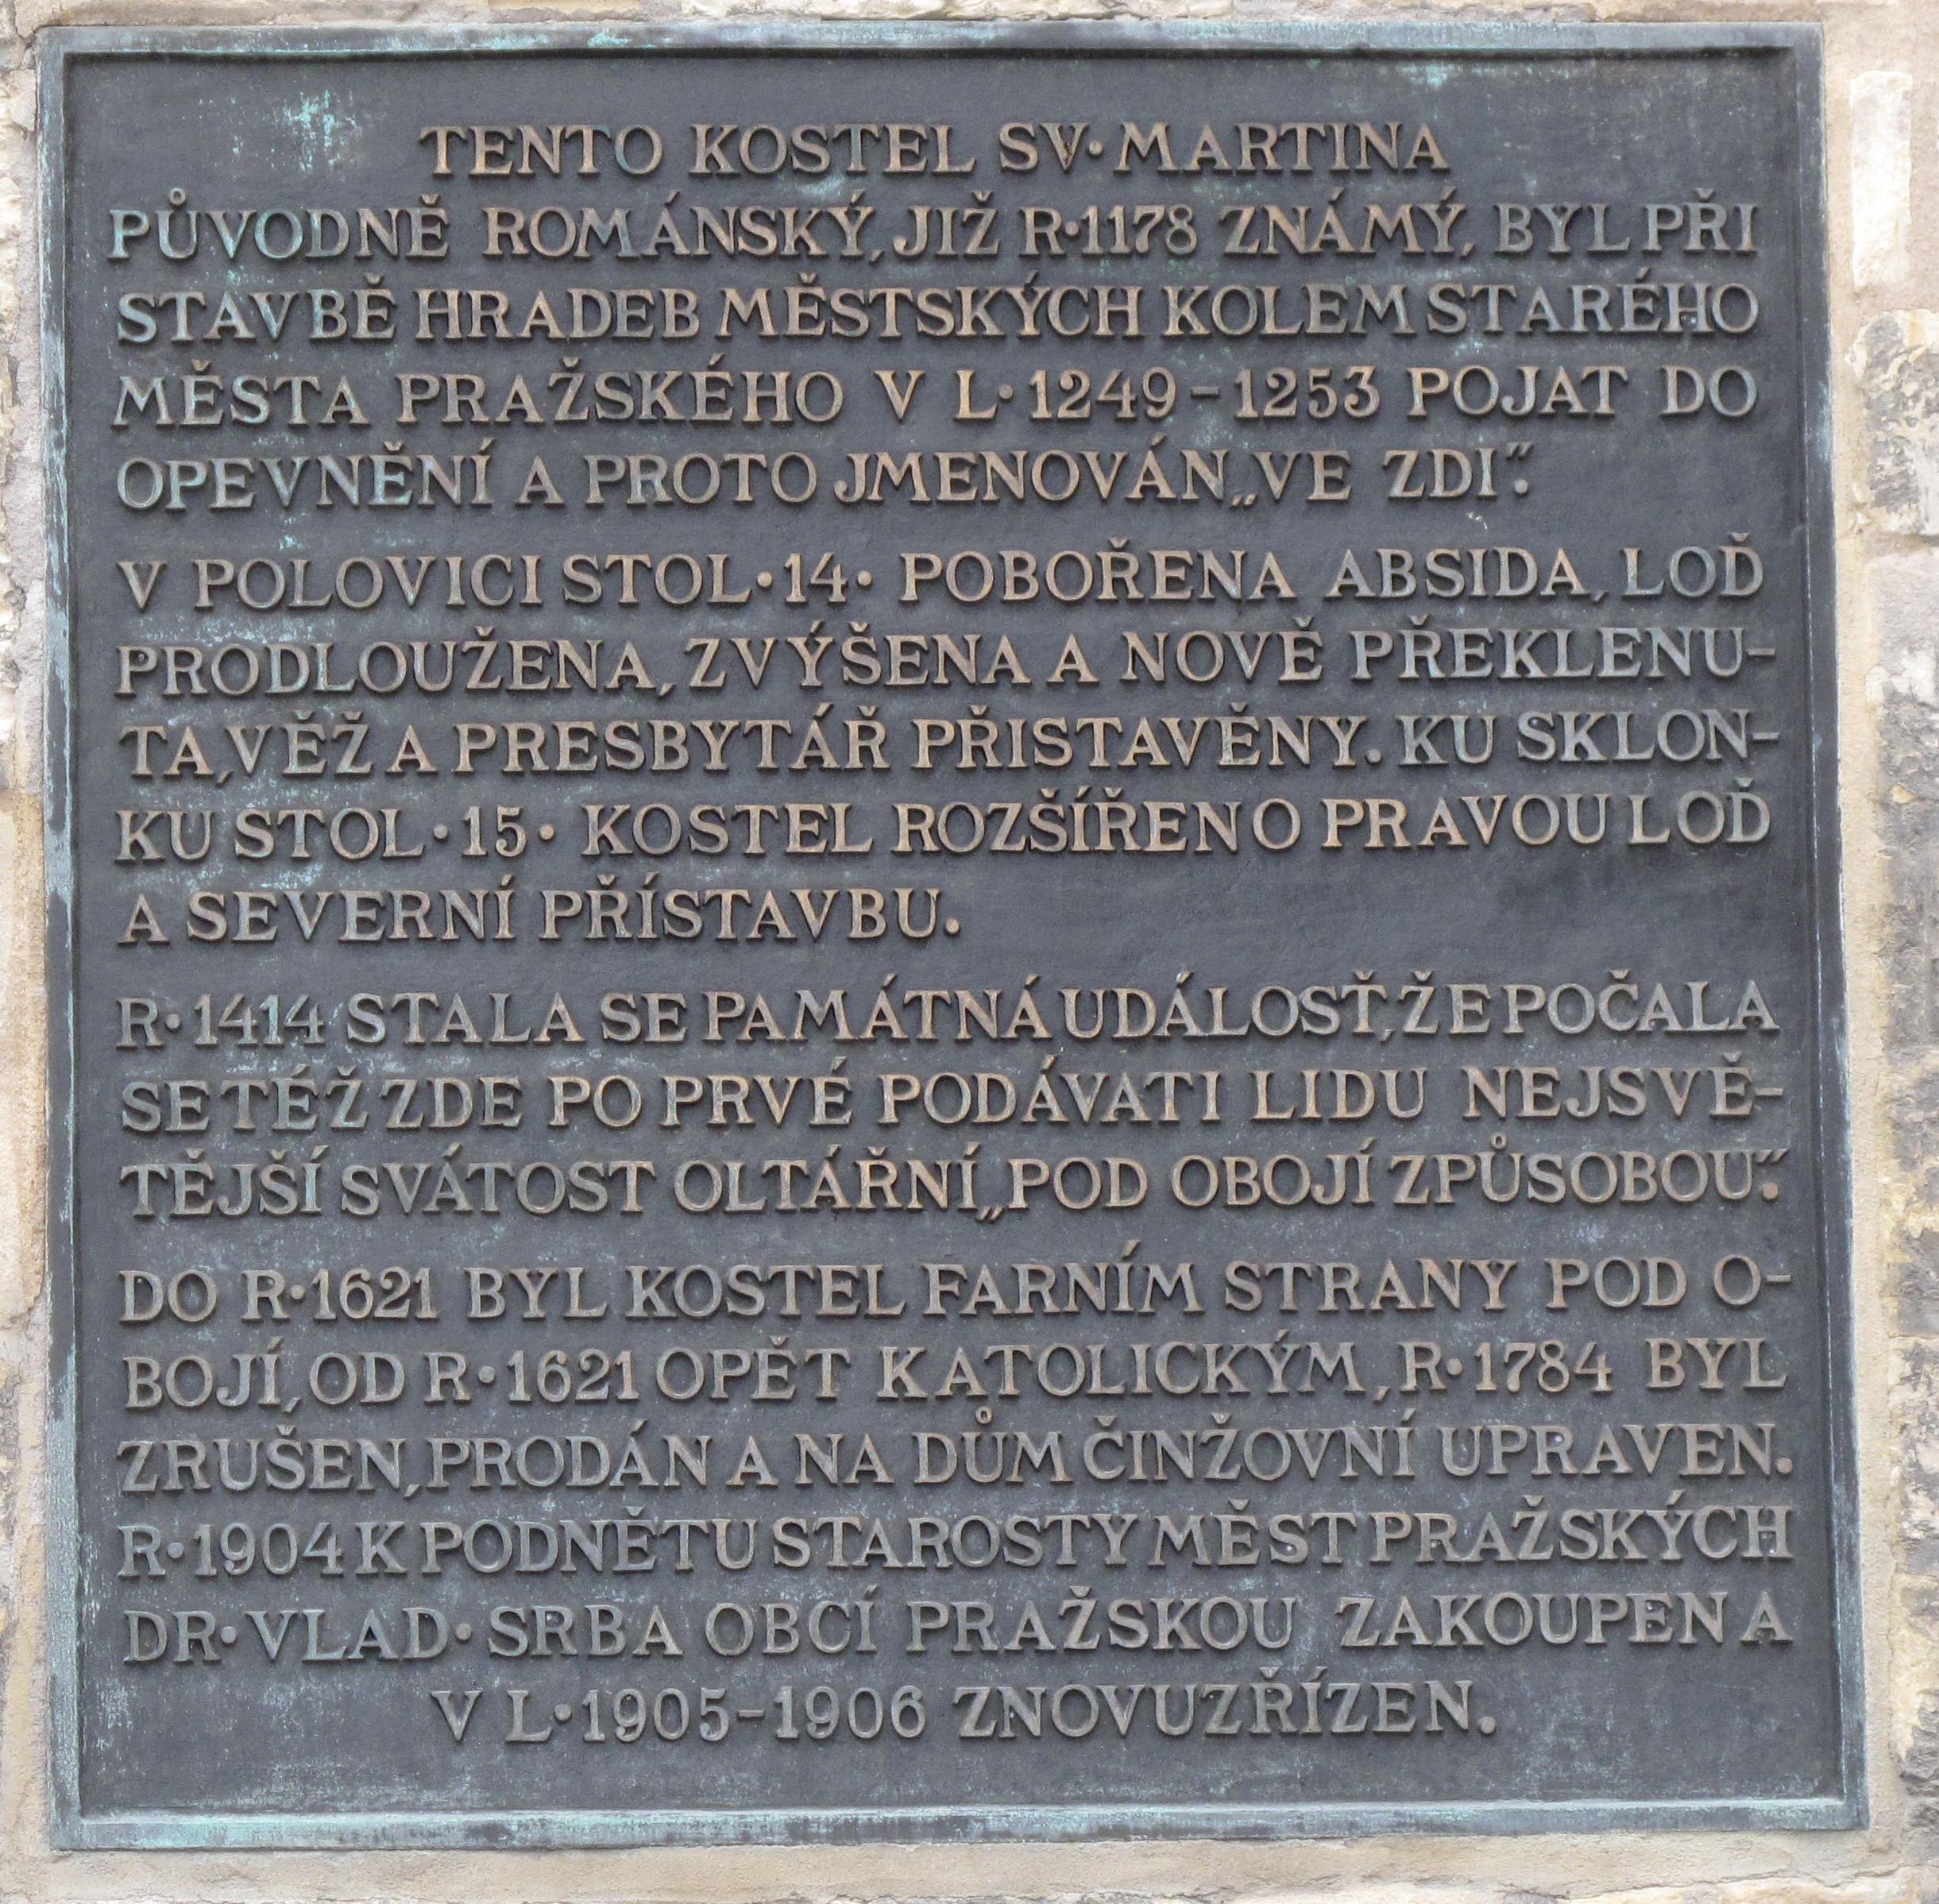 TENTO KOSTEL SV·MARTINA
PŮVODNĚ ROMÁNSKÝ, JIŽ R·1178 ZNÁMÝ, BYL PŘI
STAVBĚ HRADEB MĚSTSKÝCH KOLEM STARÉHO
MĚSTA PRAŽSKÉHO V L·1249-1253 POJAT DO
OPEVNĚNÍ A PROTO JMENOVÁN „VE ZDI".
V POLOVICI STOL·14· POBOŘENA ABSIDA, LOĎ
PRODLOUŽENA, ZVÝŠENA A NOVĚ PŘEKLENU-
TA, VĚŽ A PRESBYTÁŘ PŘISTAVĚNY. KU SKLON-
KU STOL·15· KOSTEL ROZŠÍŘEN O PRAVOU LOĎ
A SEVERNÍ PŘÍSTAVBU.
R·1414 STALA SE PAMÁTNÁ UDÁLOSŤ, ŽE POČALA
SE TÉŽ ZDE PO PRVÉ PODÁVATI LIDU NEJSVĚ-
TĚJŠÍ SVÁTOST OLTÁŘNÍ „POD OBOJÍ ZPŮSOBOU".
DO R·1621 BYL KOSTEL FARNÍM STRANY POD O-
BOJÍ, OD R·1621 OPĚT KATOLICKÝM, R·1784 BYL
ZRUŠEN, PRODÁN A NA DŮM ČINŽOVNÍ UPRAVEN.
R·1904 K PODNĚTU STAROSTY MĚST PRAŽSKÝCH
DR·VLAD·SRBA OBCÍ PRAŽSKOU ZAKOUPEN A
V L·1905-1906 ZNOVUZŘÍZEN.